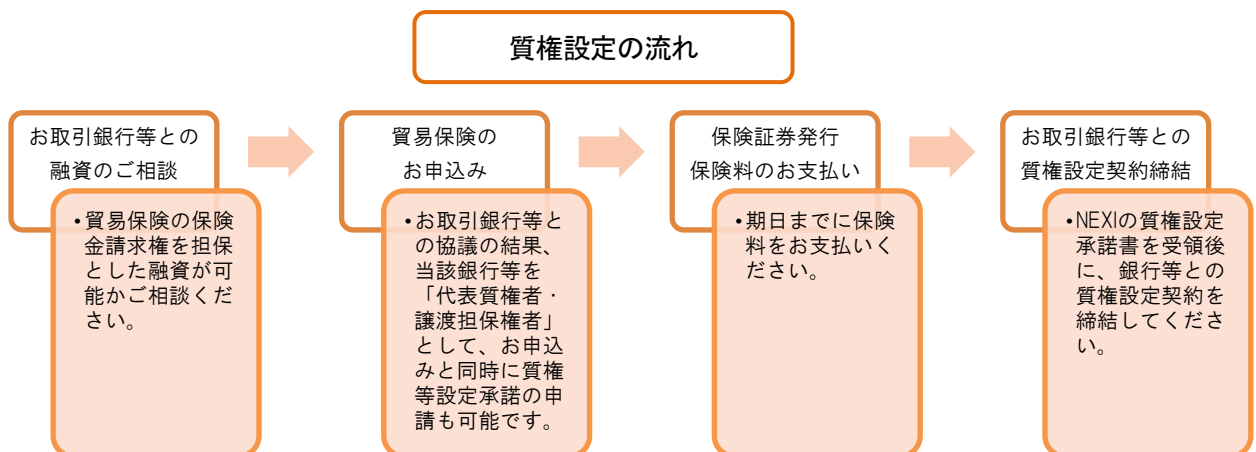 質権設定の流れ
お取引銀行等との
融資のご相談
・貿易保険の保険
金請求権を担保
とした融資が可
能かご相談くだ
さい。
貿易保険の
お申込み
・お取引銀行等と
の協議の結果、
当該銀行等を
「代表質権者・
譲渡担保権者」
として、お申込
みと同時に質権
等設定承諾の申
請も可能です。
保険証券発行
保険料のお支払い
・期日までに保険
料をお支払いく
ださい。
お取引銀行等との
質権設定契約締結
・NEXIの質権設定
承諾書を受領後
に、銀行等との
質権設定契約を
締結してくださ
い。